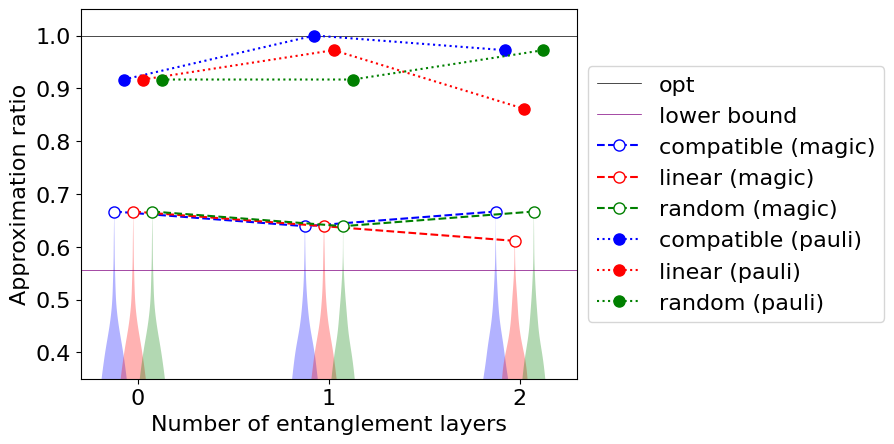 1.0
0.9
0.8
0.7
0.6
0.5
0.4
Approximation ratio
0 1 2
Number of entanglement layers
opt
lower bound
compatible (magic)
linear (magic)
random (magic)
compatible (pauli)
linear (pauli)
random (pauli)